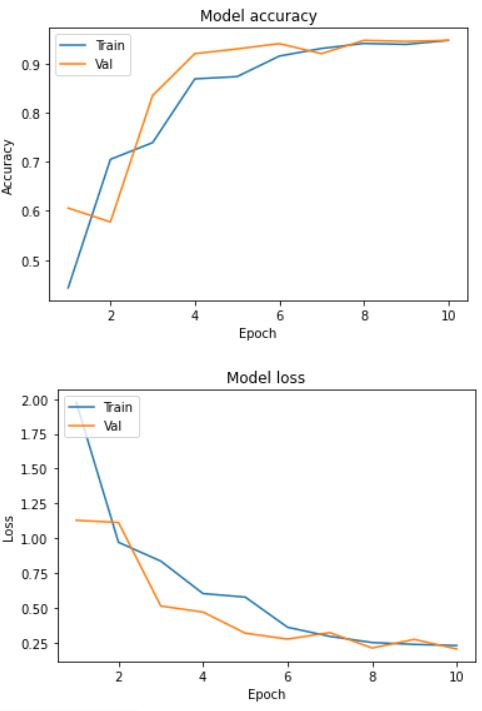 Model accuracy
Train
Val
0.9
0.8
0.7
0.6
0.5
Accuracy
2 4 6 8 10
Epoch
Model loss
Train
Val
2.00
1.75
1.50
1.25
1.00
0.75
0.50
0.25
Loss
2 4 6 8 10
Epoch